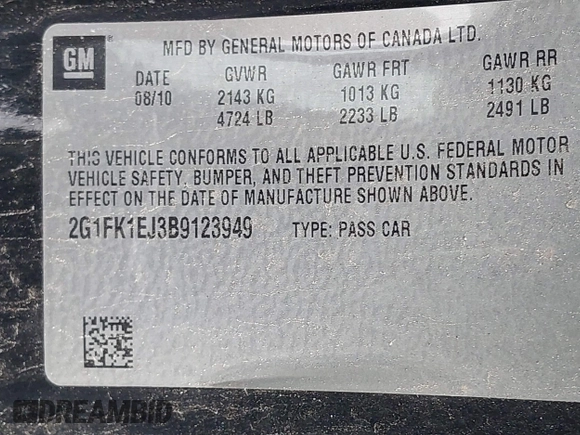 GM ®
MFD BY GENERAL MOTORS OF CANADA LTD.
DATE GVWR GAWR FRT GAWR RR
08/10 2143 KG 1013 KG 1130 KG
4724 LB 2233 LB 2491 LB
THIS VEHICLE CONFORMS TO ALL APPLICABLE U.S. FEDERAL MOTOR
VEHICLE SAFETY, BUMPER, AND THEFT PREVENTION STANDARDS IN
EFFECT ON THE DATE OF MANUFACTURE SHOWN ABOVE.
2G1FK1EJ3B9123949 TYPE: PASS CAR
DREAMBID